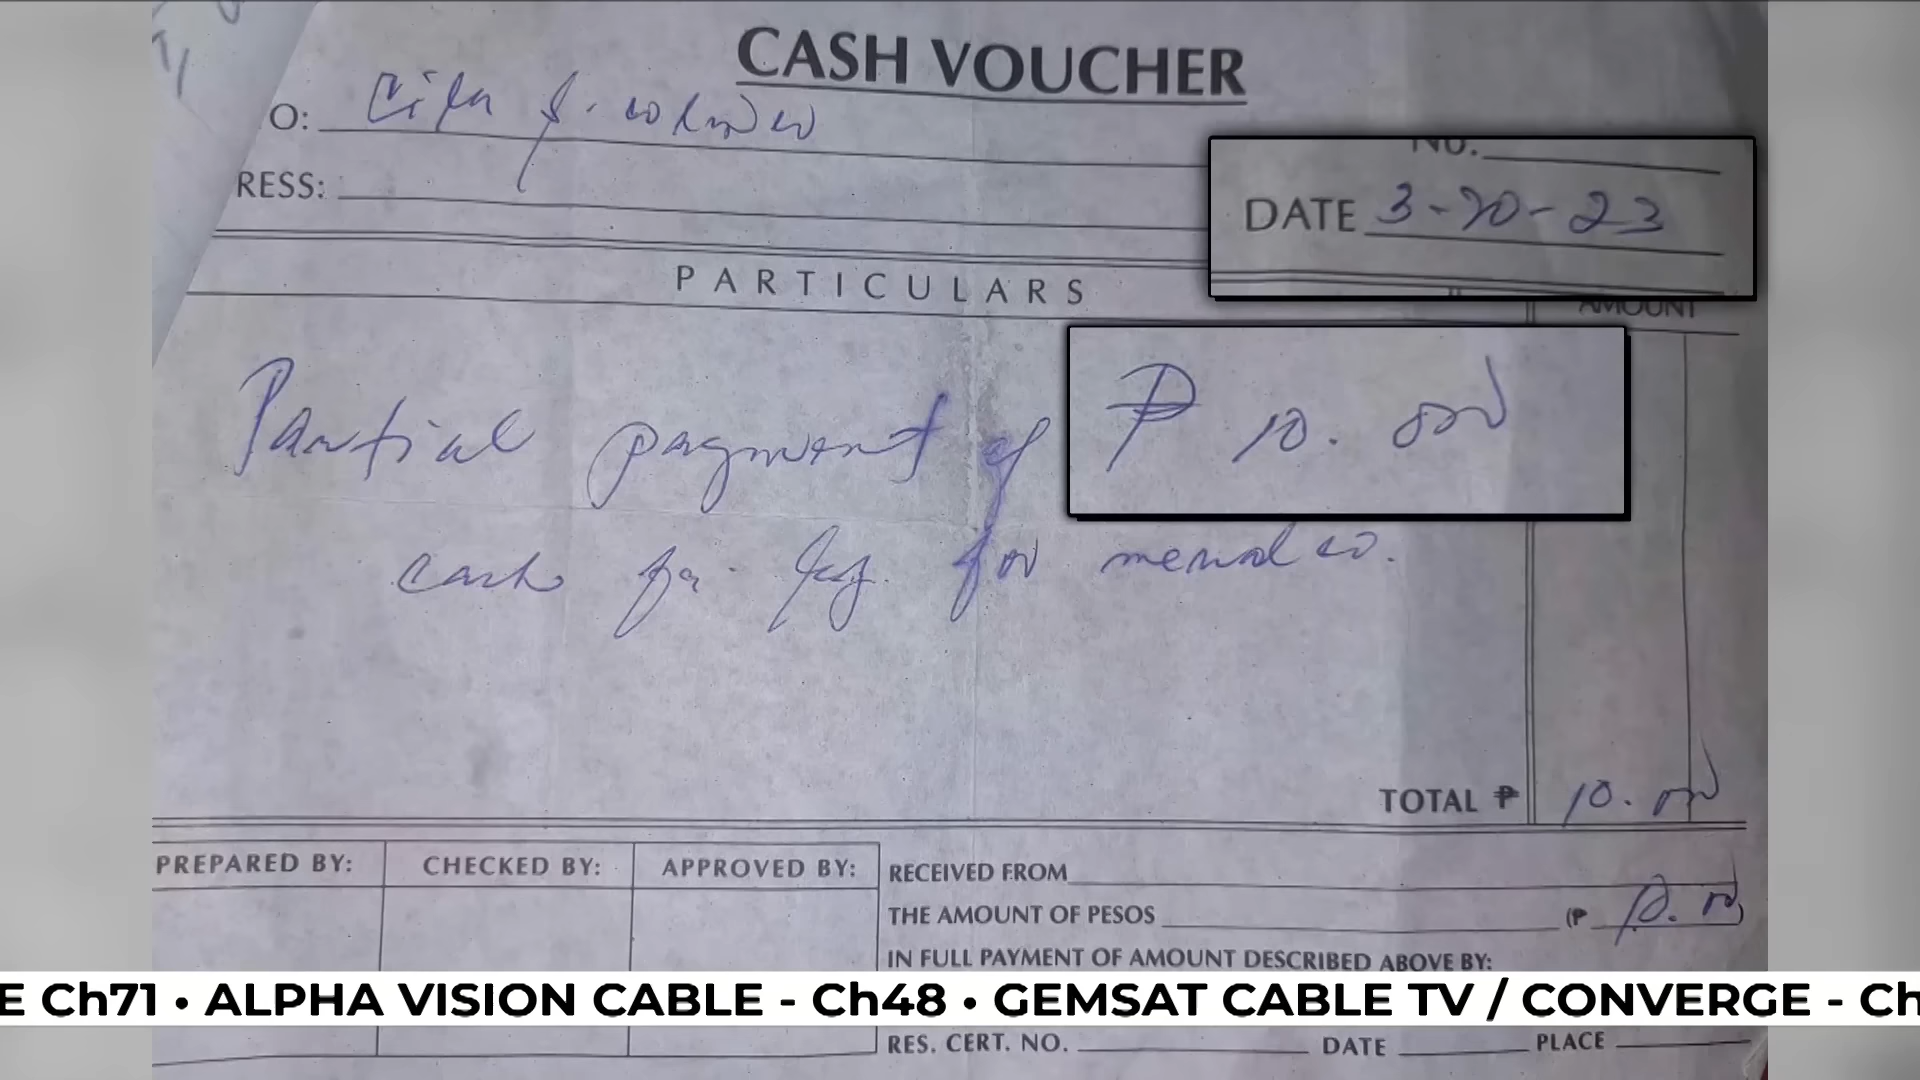 CASH VOUCHER
O:
RESS:
NO.
DATE 3-20-23
PARTICULARS
AMOUNT
Partial payment of ₱ 10.000
cash for for meralco.
TOTAL ₱ 10.000
PREPARED BY: CHECKED BY: APPROVED BY:
RECEIVED FROM
THE AMOUNT OF PESOS (₱
IN FULL PAYMENT OF AMOUNT DESCRIBED ABOVE BY:
E Ch71 • ALPHA VISION CABLE - Ch48 • GEMSAT CABLE TV / CONVERGE - Ch
RES. CERT. NO. DATE PLACE